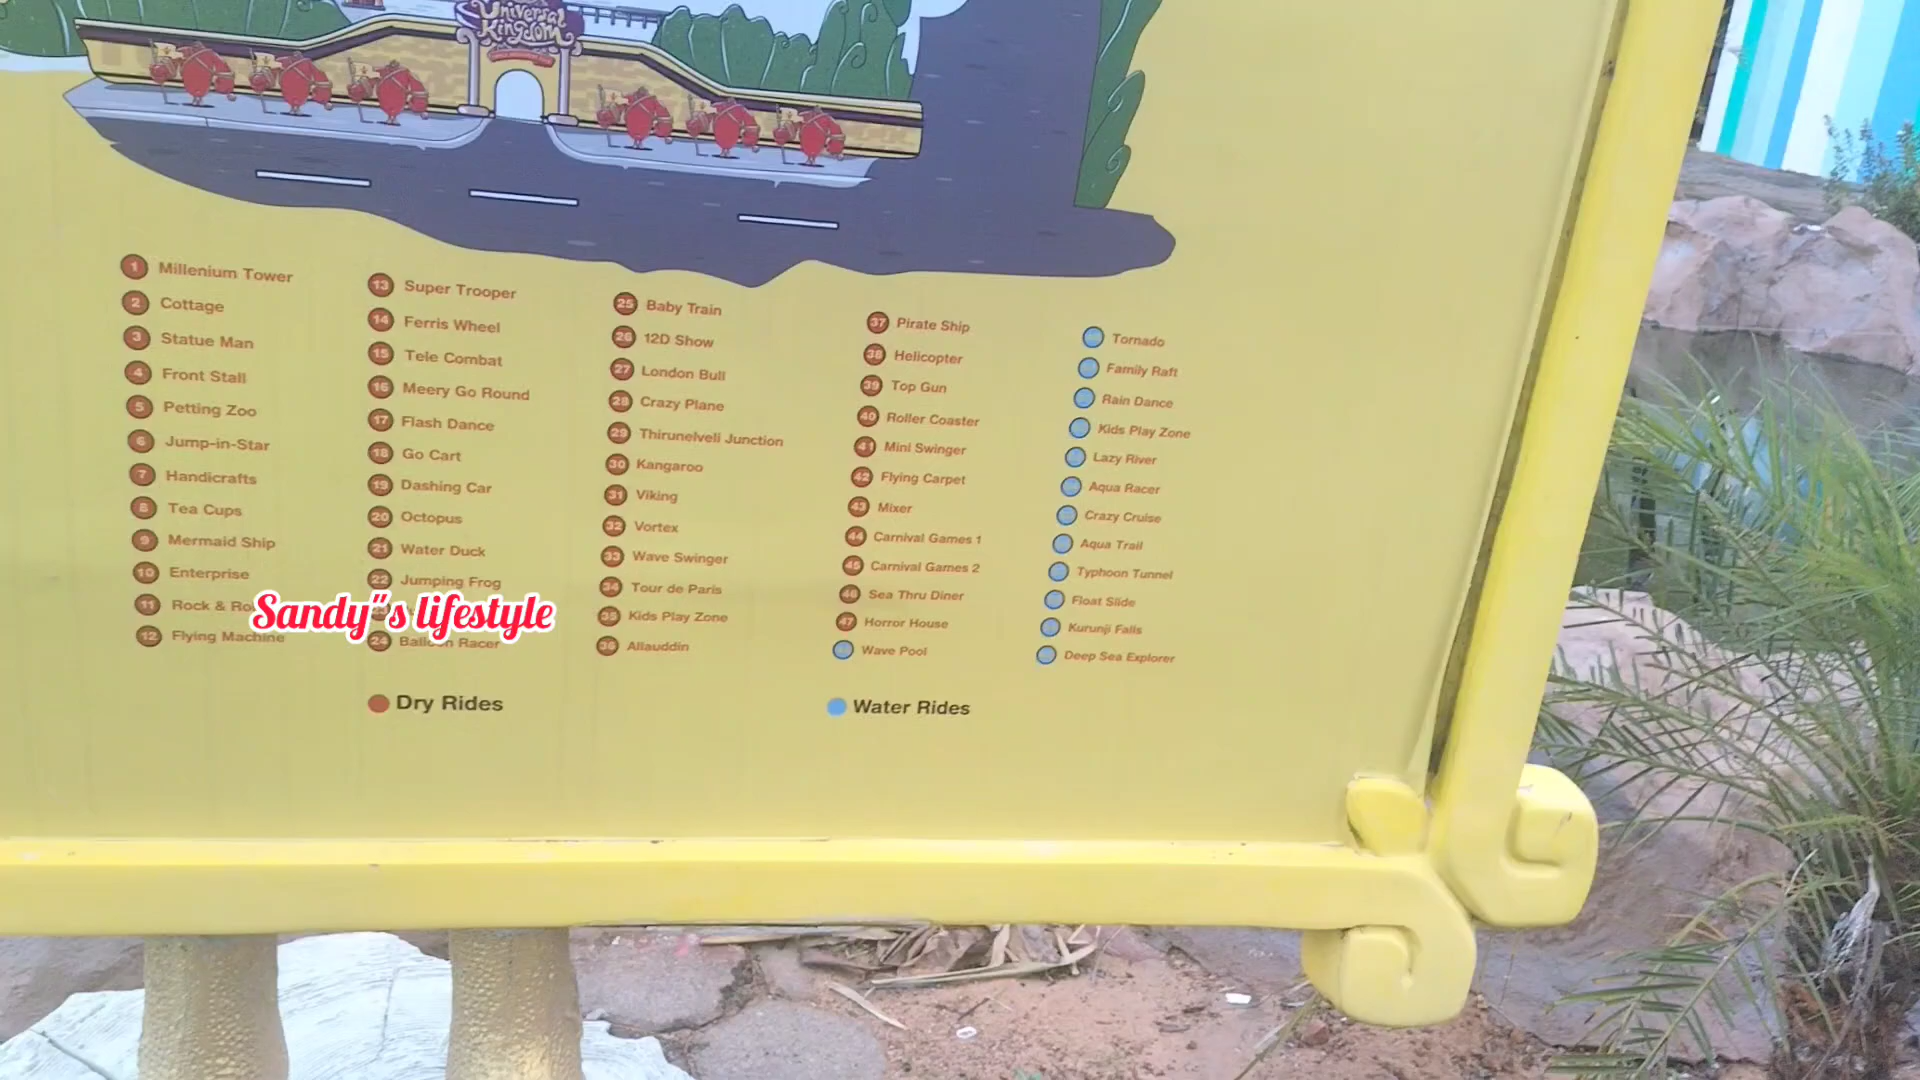 Universal
Kingdom
1 Millenium Tower
2 Cottage
3 Statue Man
4 Front Stall
5 Petting Zoo
6 Jump-in-Star
7 Handicrafts
8 Tea Cups
9 Mermaid Ship
10 Enterprise
11 Rock &
12 Flying Machine
13 Super Trooper
14 Ferris Wheel
15 Tele Combat
16 Meery Go Round
17 Flash Dance
18 Go Cart
19 Dashing Car
20 Octopus
21 Water Duck
22 Jumping Frog
24 Balloon Racer
25 Baby Train
26 12D Show
27 London Bull
28 Crazy Plane
29 Thirunelveli Junction
30 Kangaroo
31 Viking
32 Vortex
33 Wave Swinger
34 Tour de Paris
35 Kids Play Zone
36 Allauddin
37 Pirate Ship
38 Helicopter
39 Top Gun
40 Roller Coaster
41 Mini Swinger
42 Flying Carpet
43 Mixer
44 Carnival Games 1
45 Carnival Games 2
46 Sea Thru Diner
47 Horror House
Wave Pool
Tornado
Family Raft
Rain Dance
Kids Play Zone
Lazy River
Aqua Racer
Crazy Cruise
Aqua Trail
Typhoon Tunnel
Float Slide
Kurunji Falls
Deep Sea Explorer
Dry Rides
Water Rides
Sandy"s lifestyle